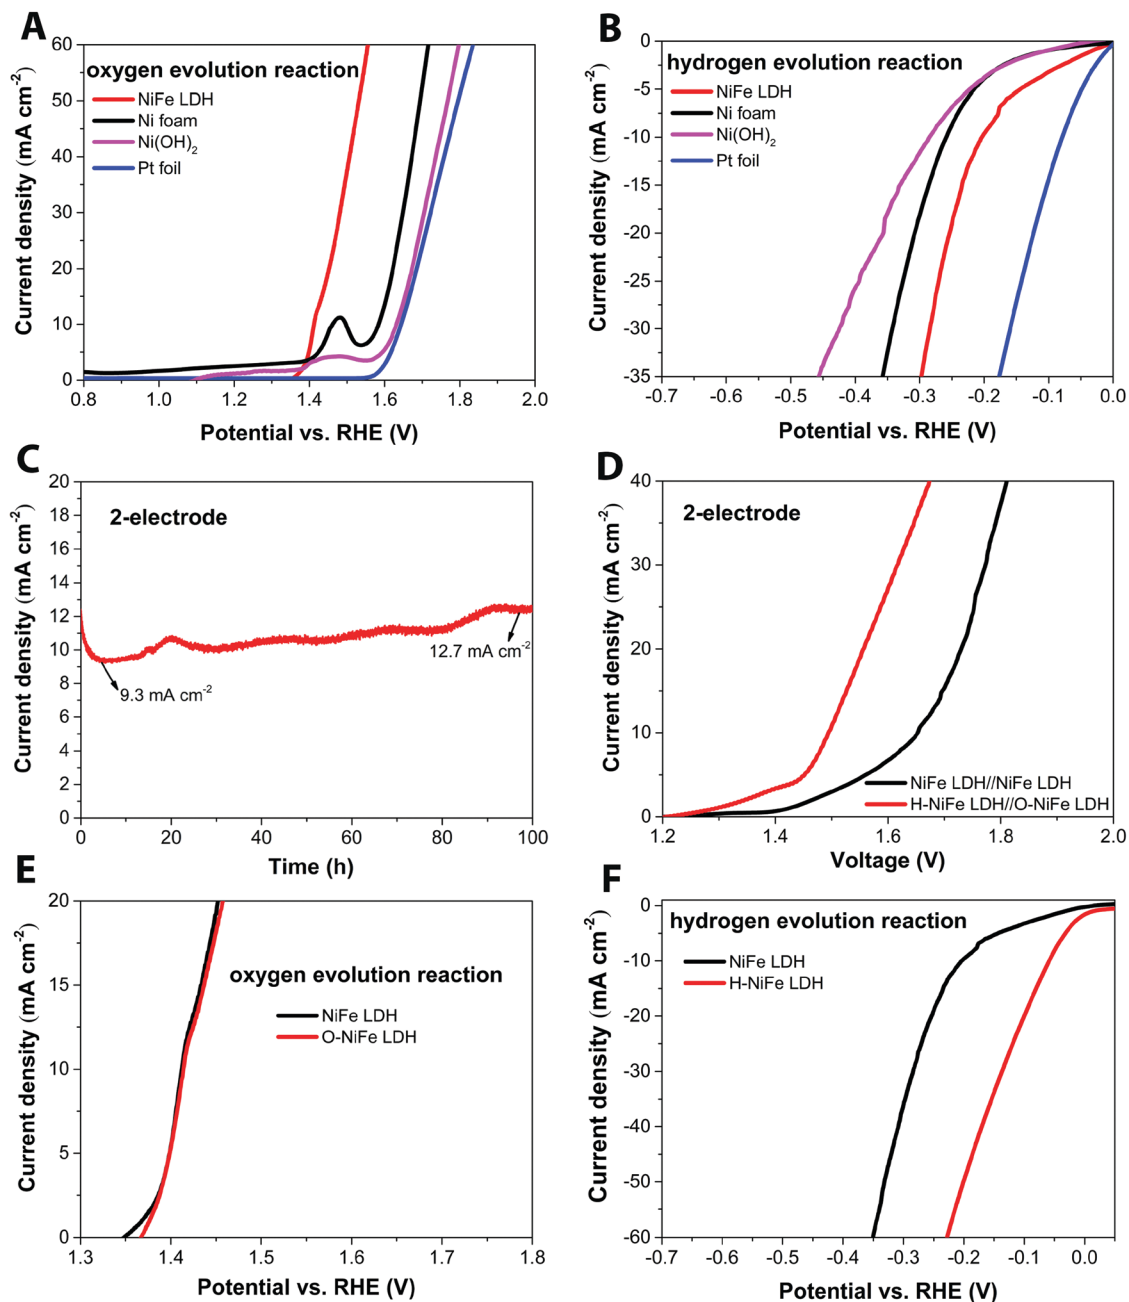 A
60
50
40
30
20
10
0
Current density (mA cm-2)
oxygen evolution reaction
NiFe LDH
Ni foam
Ni(OH)2
Pt foil
0.8 1.0 1.2 1.4 1.6 1.8 2.0
Potential vs. RHE (V)
B
0
-5
-10
-15
-20
-25
-30
-35
Current density (mA cm-2)
hydrogen evolution reaction
NiFe LDH
Ni foam
Ni(OH)2
Pt foil
-0.7 -0.6 -0.5 -0.4 -0.3 -0.2 -0.1 0.0
Potential vs. RHE (V)
C
20
18
16
14
12
10
8
6
4
2
0
Current density (mA cm-2)
2-electrode
9.3 mA cm-2
12.7 mA cm-2
0 20 40 60 80 100
Time (h)
D
40
30
20
10
0
Current density (mA cm-2)
2-electrode
NiFe LDH//NiFe LDH
H-NiFe LDH//O-NiFe LDH
1.2 1.4 1.6 1.8 2.0
Voltage (V)
E
20
15
10
5
0
Current density (mA cm-2)
oxygen evolution reaction
NiFe LDH
O-NiFe LDH
1.3 1.4 1.5 1.6 1.7 1.8
Potential vs. RHE (V)
F
0
-10
-20
-30
-40
-50
-60
Current density (mA cm-2)
hydrogen evolution reaction
NiFe LDH
H-NiFe LDH
-0.7 -0.6 -0.5 -0.4 -0.3 -0.2 -0.1 0.0
Potential vs. RHE (V)